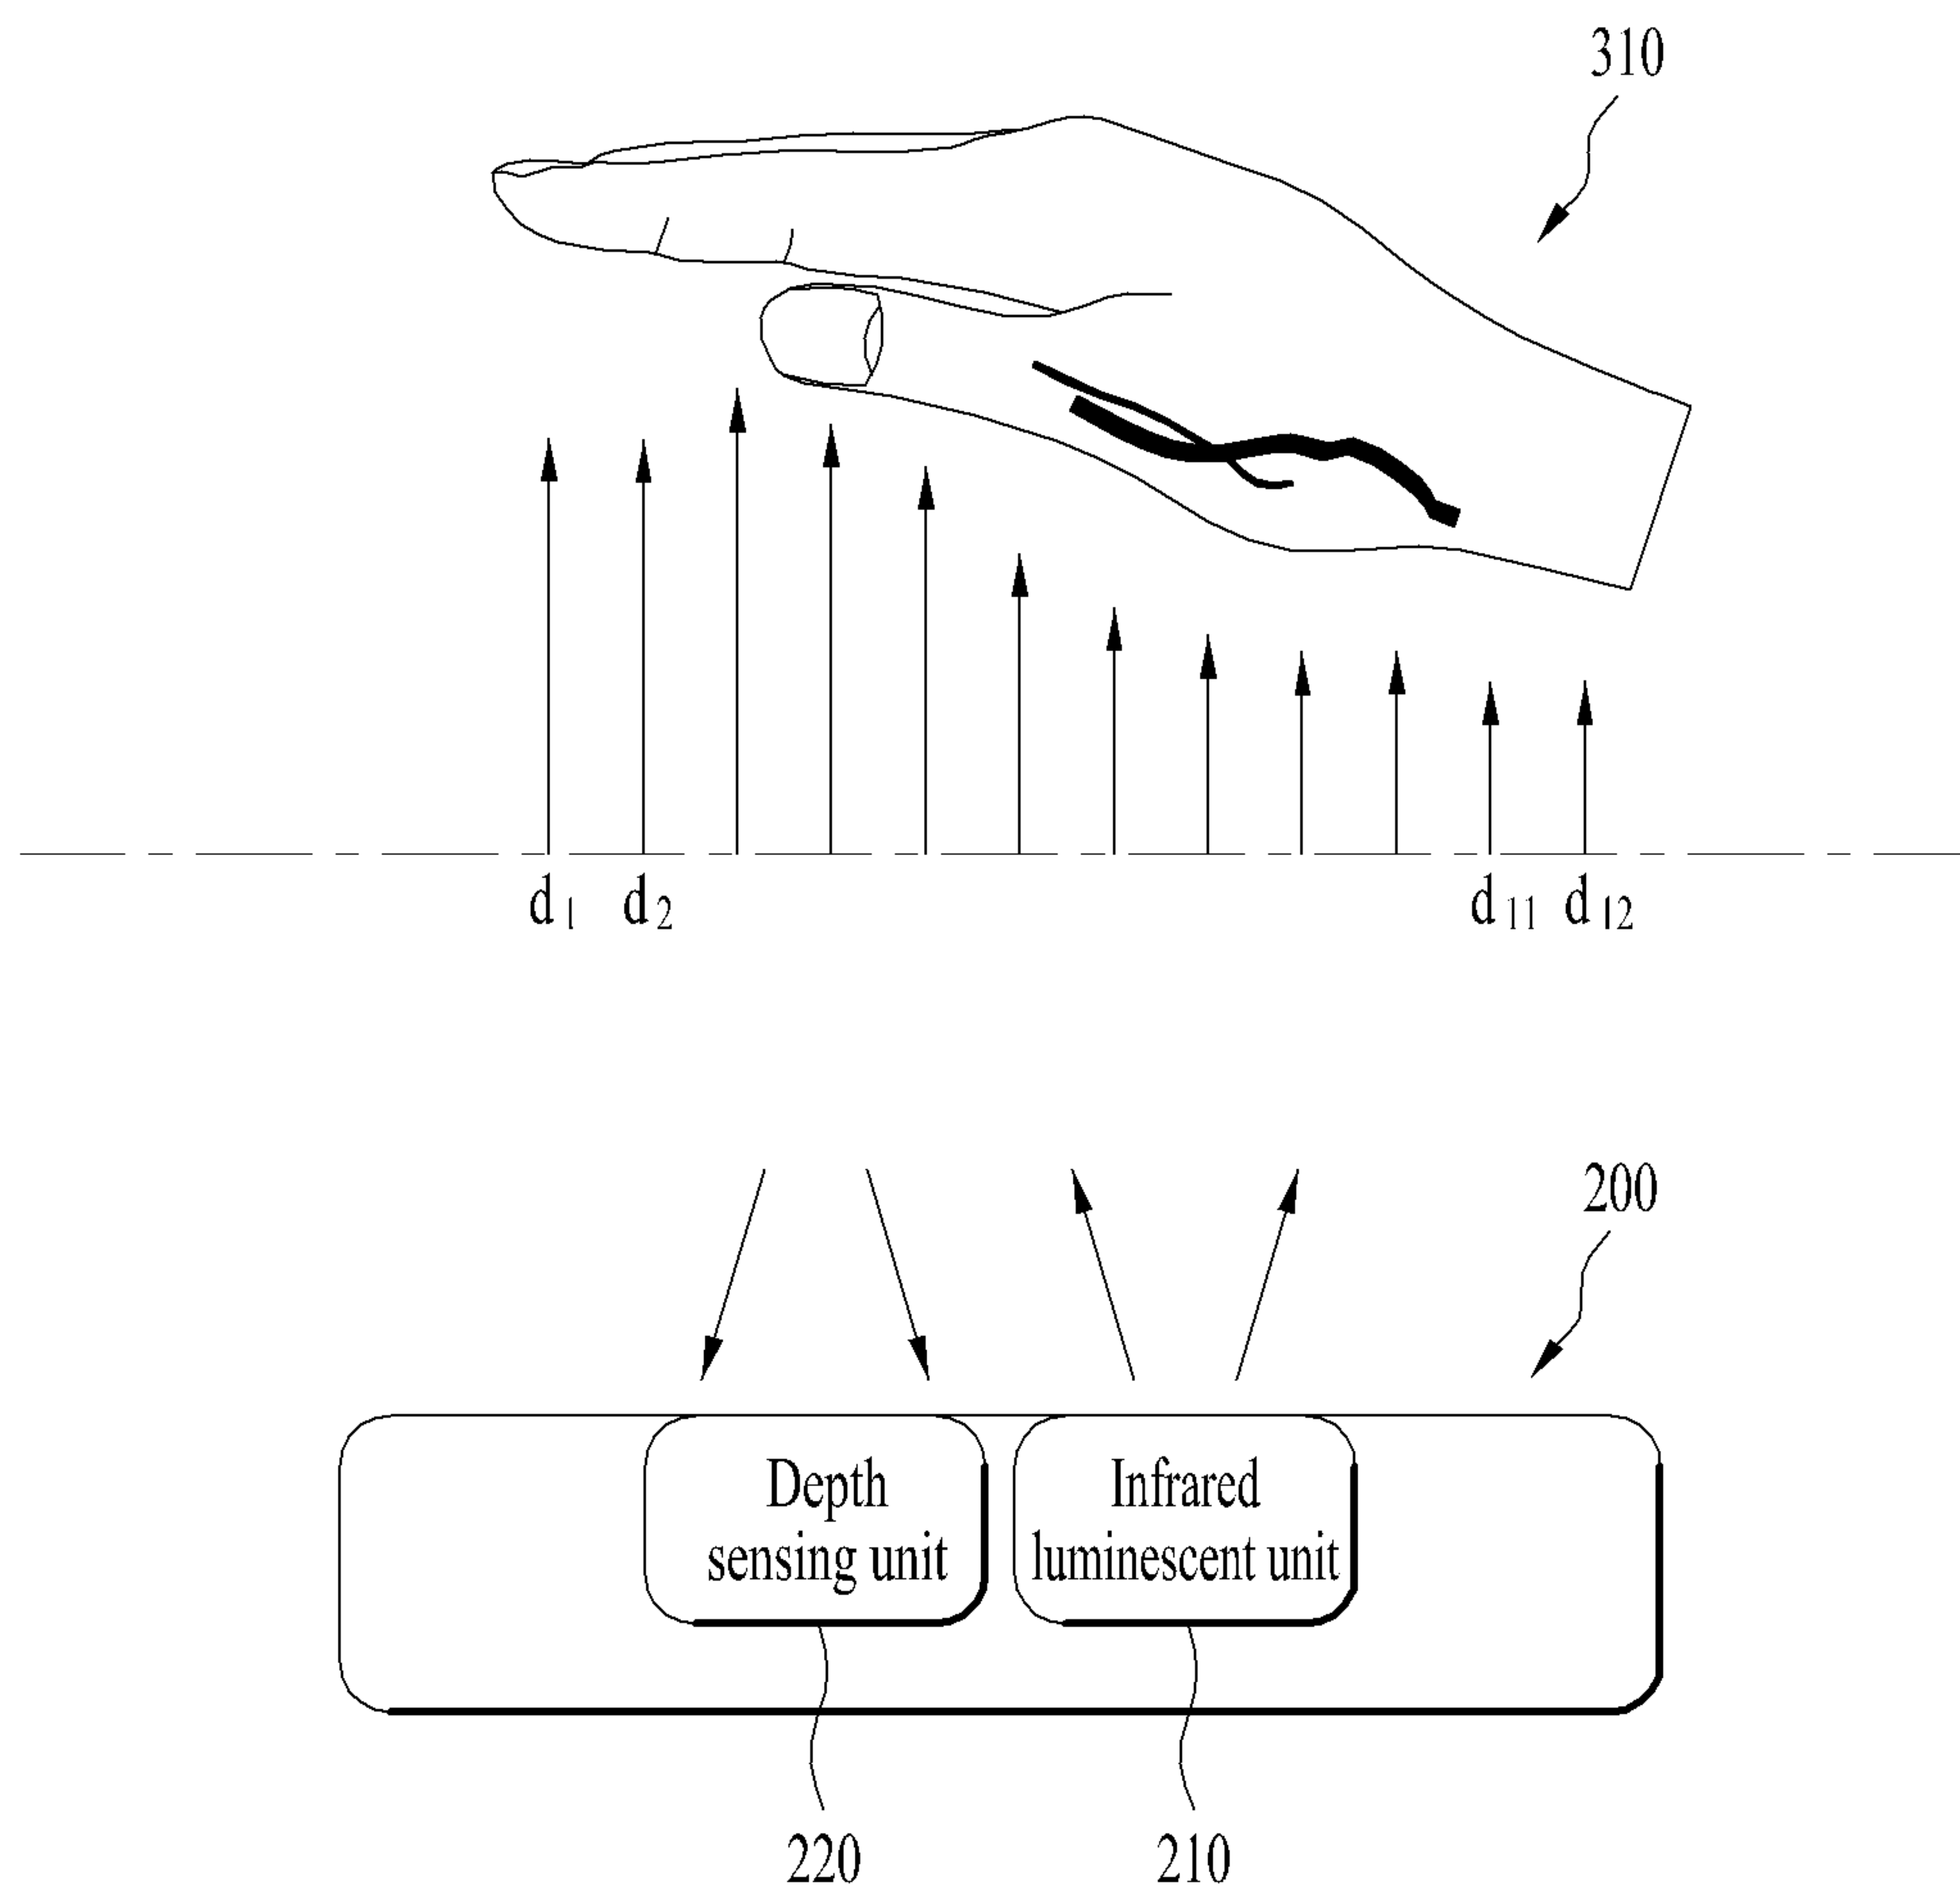 310
d1 d2 d11 d12
200
Depth
sensing unit
Infrared
luminescent unit
220
210